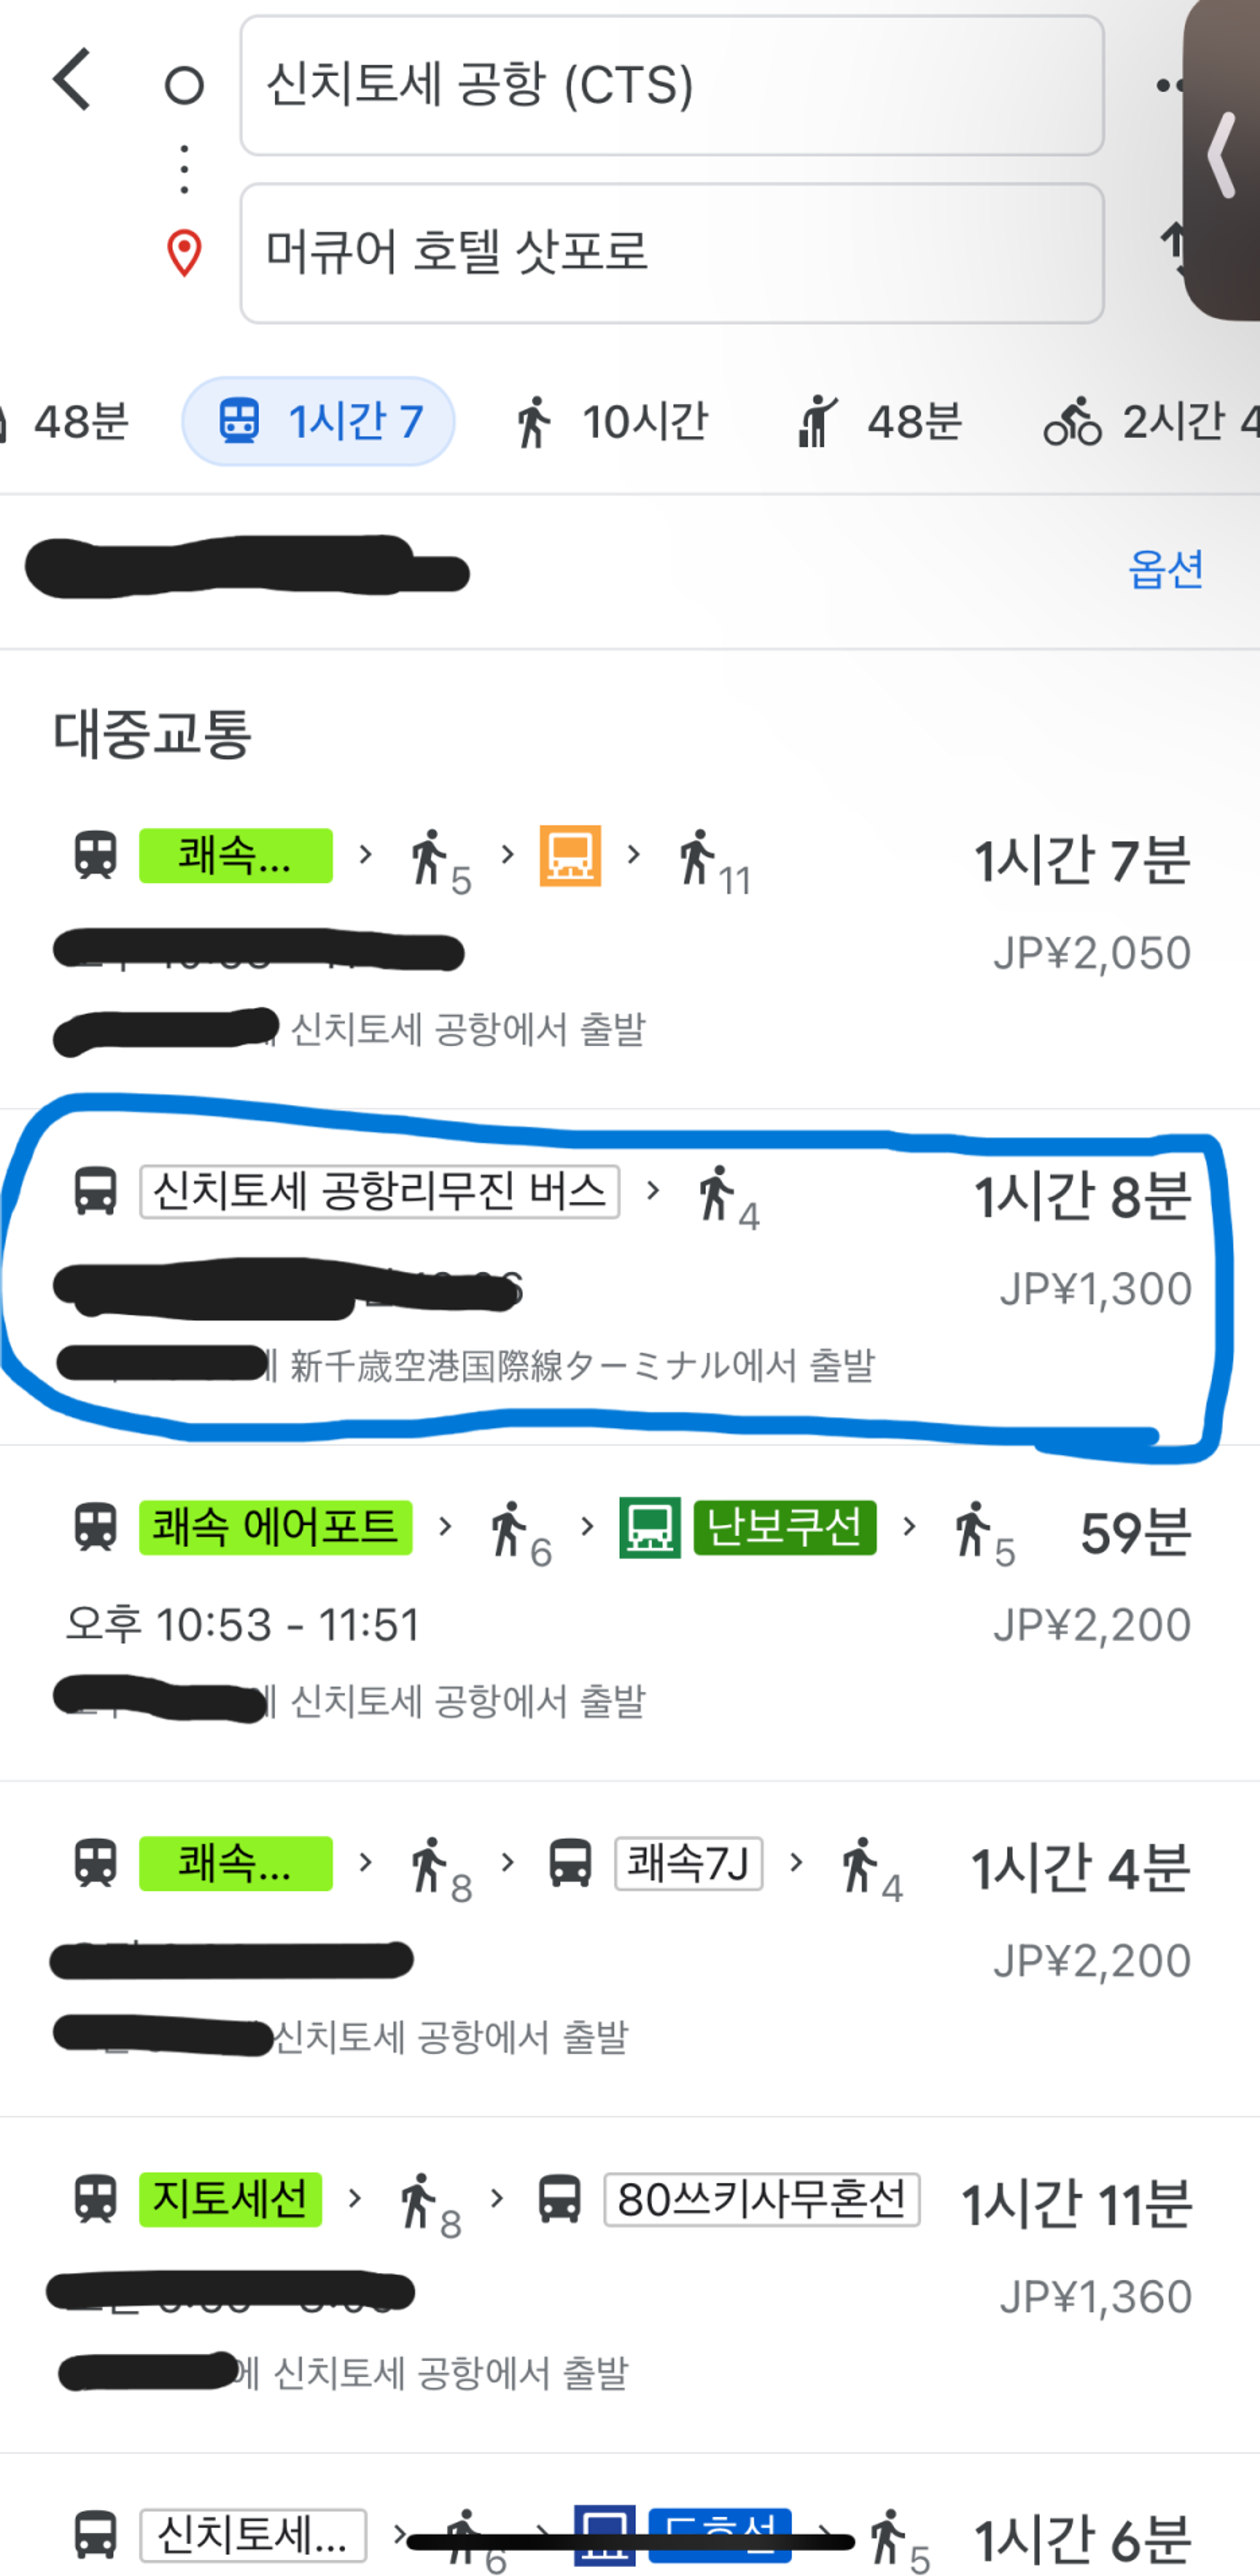 신치토세 공항 (CTS)
머큐어 호텔 삿포로
48분 1시간 7 10시간 48분 2시간 4
옵션
대중교통
쾌속... 5 11 1시간 7분
JP¥2,050
신치토세 공항에서 출발
신치토세 공항리무진 버스 4 1시간 8분
JP¥1,300
新千歳空港国際線ターミナル에서 출발
쾌속 에어포트 6 난보쿠선 5 59분
오후 10:53 - 11:51 JP¥2,200
신치토세 공항에서 출발
쾌속... 8 쾌속7J 4 1시간 4분
JP¥2,200
신치토세 공항에서 출발
지토세선 8 80쓰키사무혼선 1시간 11분
JP¥1,360
에 신치토세 공항에서 출발
신치토세... 6 5 1시간 6분